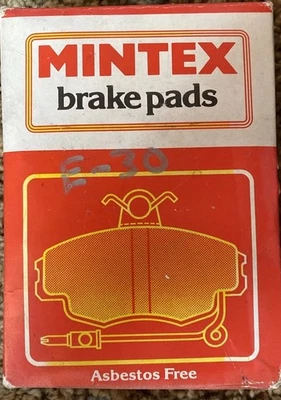 MINTEX
brake pads
E-30
Asbestos Free